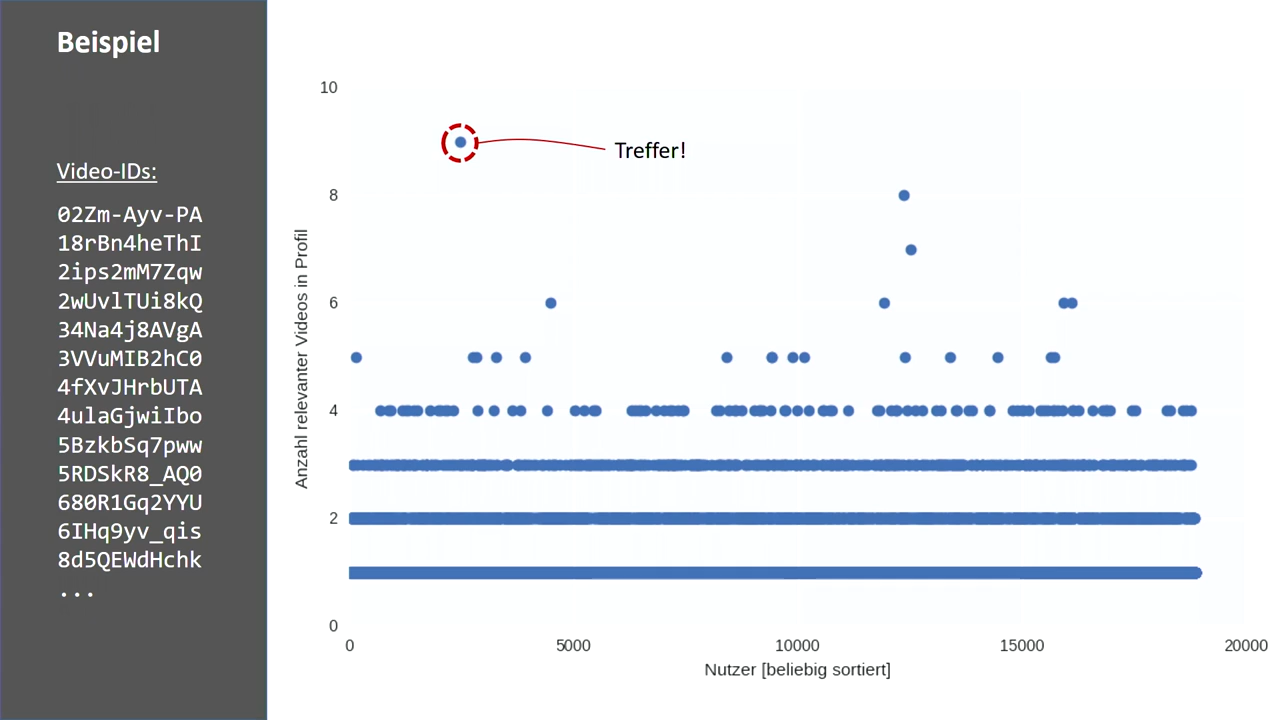 Beispiel
Video-IDs:
02Zm-Ayv-PA
18rBn4heThI
2ips2mM7Zqw
2wUvlTUi8kQ
34Na4j8AVgA
3VVuMIB2hC0
4fXvJHrbUTA
4ulaGjwiIbo
5BzkbSq7pww
5RDSkR8_AQ0
680R1Gq2YYU
6IHq9yv_qis
8d5QEWdHchk
...
Anzahl relevanter Videos in Profil
10
8
6
4
2
0
Treffer!
0 5000 10000 15000 20000
Nutzer [beliebig sortiert]